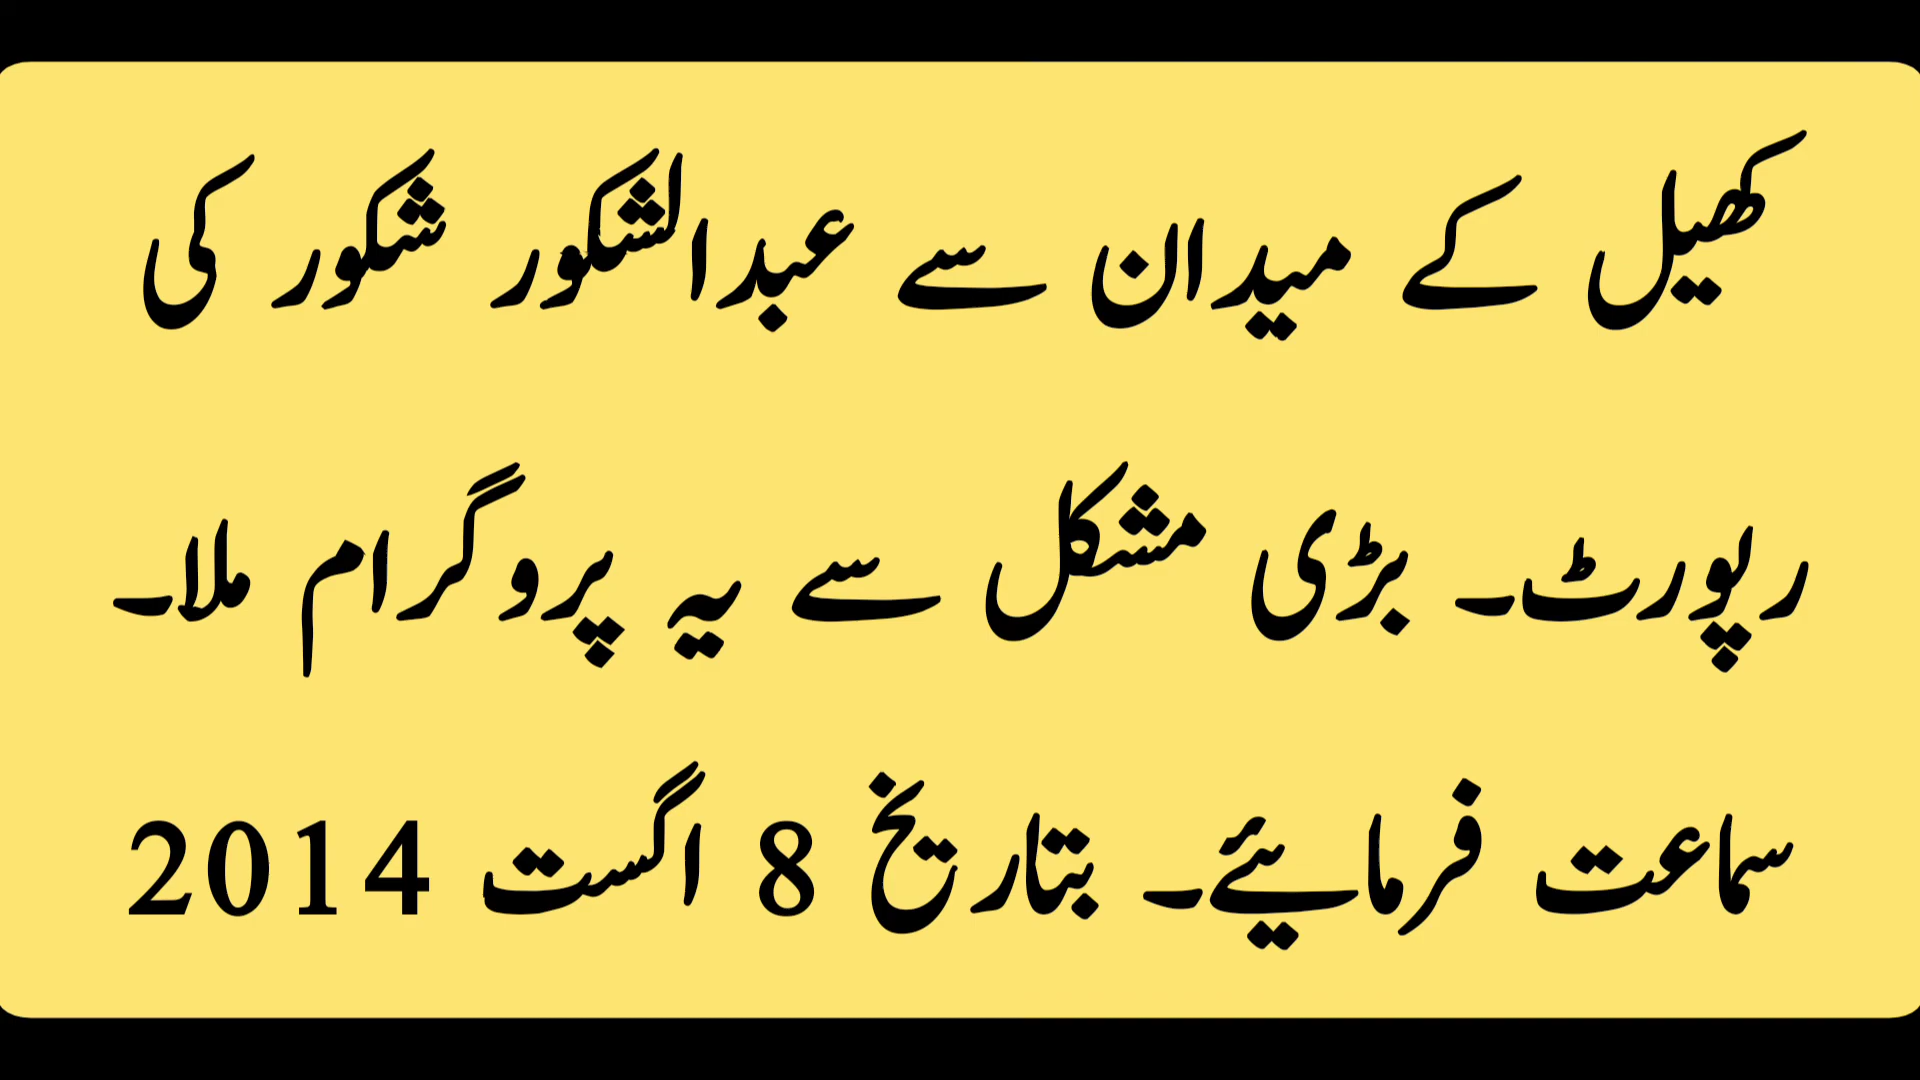 کھیل کے میدان سے عبدالشکور شکور کی
رپورٹ۔ بڑی مشکل سے یہ پروگرام ملا۔
سماعت فرمایئے۔ بتاریخ 8 اگست 2014